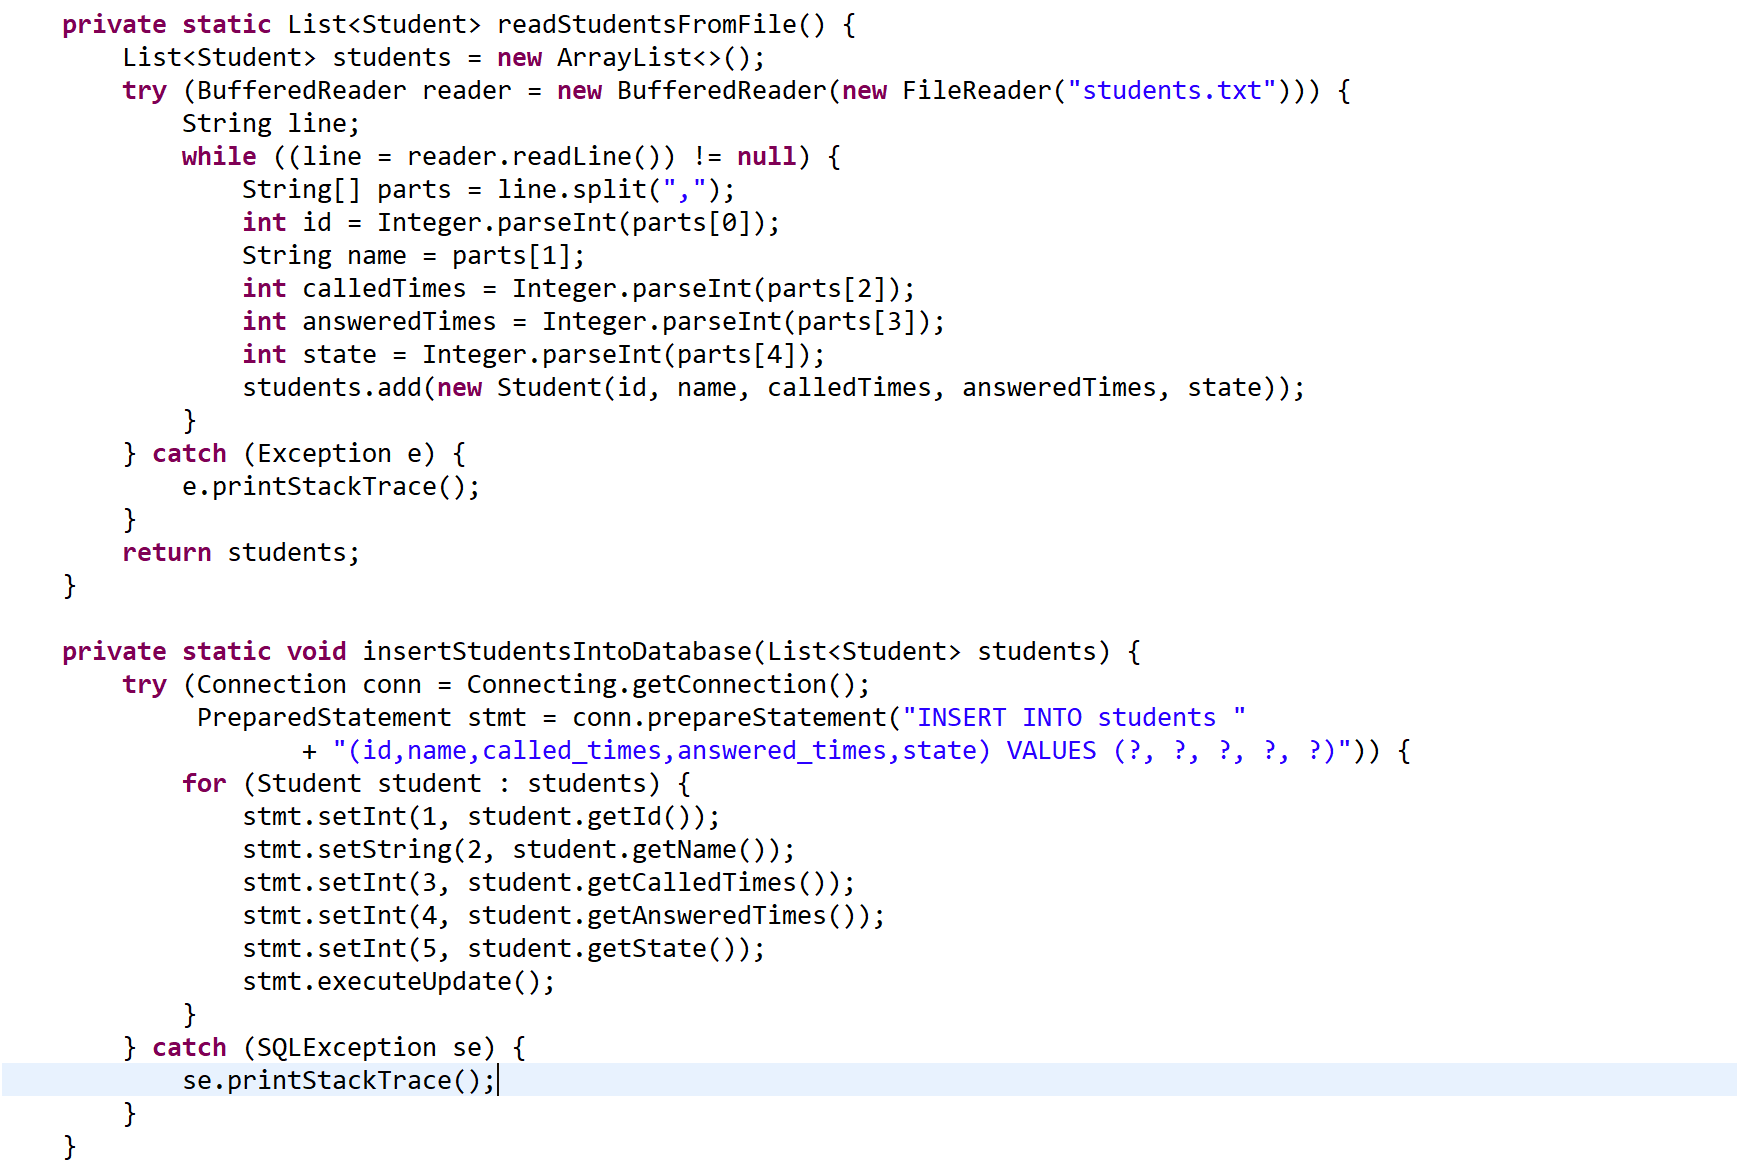 private static List<Student> readStudentsFromFile() {
    List<Student> students = new ArrayList<>();
    try (BufferedReader reader = new BufferedReader(new FileReader("students.txt"))) {
        String line;
        while ((line = reader.readLine()) != null) {
            String[] parts = line.split(",");
            int id = Integer.parseInt(parts[0]);
            String name = parts[1];
            int calledTimes = Integer.parseInt(parts[2]);
            int answeredTimes = Integer.parseInt(parts[3]);
            int state = Integer.parseInt(parts[4]);
            students.add(new Student(id, name, calledTimes, answeredTimes, state));
        }
    } catch (Exception e) {
        e.printStackTrace();
    }
    return students;
}

private static void insertStudentsIntoDatabase(List<Student> students) {
    try (Connection conn = Connecting.getConnection();
         PreparedStatement stmt = conn.prepareStatement("INSERT INTO students "
                + "(id,name,called_times,answered_times,state) VALUES (?, ?, ?, ?, ?)")) {
        for (Student student : students) {
            stmt.setInt(1, student.getId());
            stmt.setString(2, student.getName());
            stmt.setInt(3, student.getCalledTimes());
            stmt.setInt(4, student.getAnsweredTimes());
            stmt.setInt(5, student.getState());
            stmt.executeUpdate();
        }
    } catch (SQLException se) {
        se.printStackTrace();
    }
}